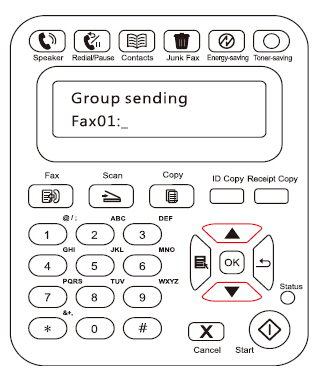 Speaker Redial/Pause Contacts Junk Fax Energy-saving Toner-saving
Group sending
Fax01:_
Fax Scan Copy ID Copy Receipt Copy
@ / : ABC DEF
1 2 3
GHI JKL MNO
4 5 6 OK
PQRS TUV WXYZ Status
7 8 9
&+,
* 0 # X
Cancel Start